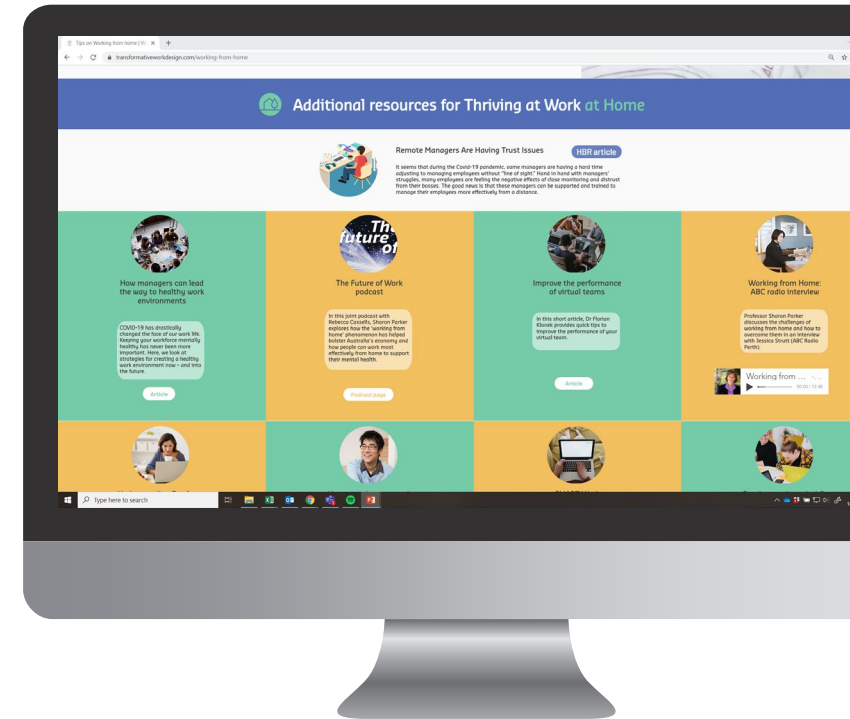 Tips on Working from home | th
transformativeworkdesign.com/working-from-home
Additional resources for Thriving at Work at Home
Remote Managers Are Having Trust Issues
HBR article
It seems that during the Covid-19 pandemic, some managers are having a hard time
adjusting to managing employees without "line of sight." Hand in hand with managers'
struggles, many employees are feeling the negative effects of close monitoring and distrust
from their bosses. The good news is that these managers can be supported and trained to
manage their employees more effectively from a distance.
The
future
of
How managers can lead
the way to healthy work
environments
COVID-19 has drastically
changed the face of our work life.
Keeping your workforce mentally
healthy has never been more
important. Here, we look at
strategies for creating a healthy
work environment now – and into
the future.
Article
The Future of Work
podcast
In this joint podcast with
Rebecca Cassells, Sharon Parker
explores how the 'working from
home' phenomenon has helped
bolster Australia's economy and
how people can work most
effectively from home to support
their mental health.
Podcast page
Improve the performance
of virtual teams
In this short article, Dr Florian
Klonek provides quick tips to
improve the performance of your
virtual team.
Article
Working from Home:
ABC radio interview
Professor Sharon Parker
discusses the challenges of
working from home and how to
overcome them in an interview
with Jessica Strutt (ABC Radio
Perth).
Working from ... -...
00:00 / 12:46
Type here to search